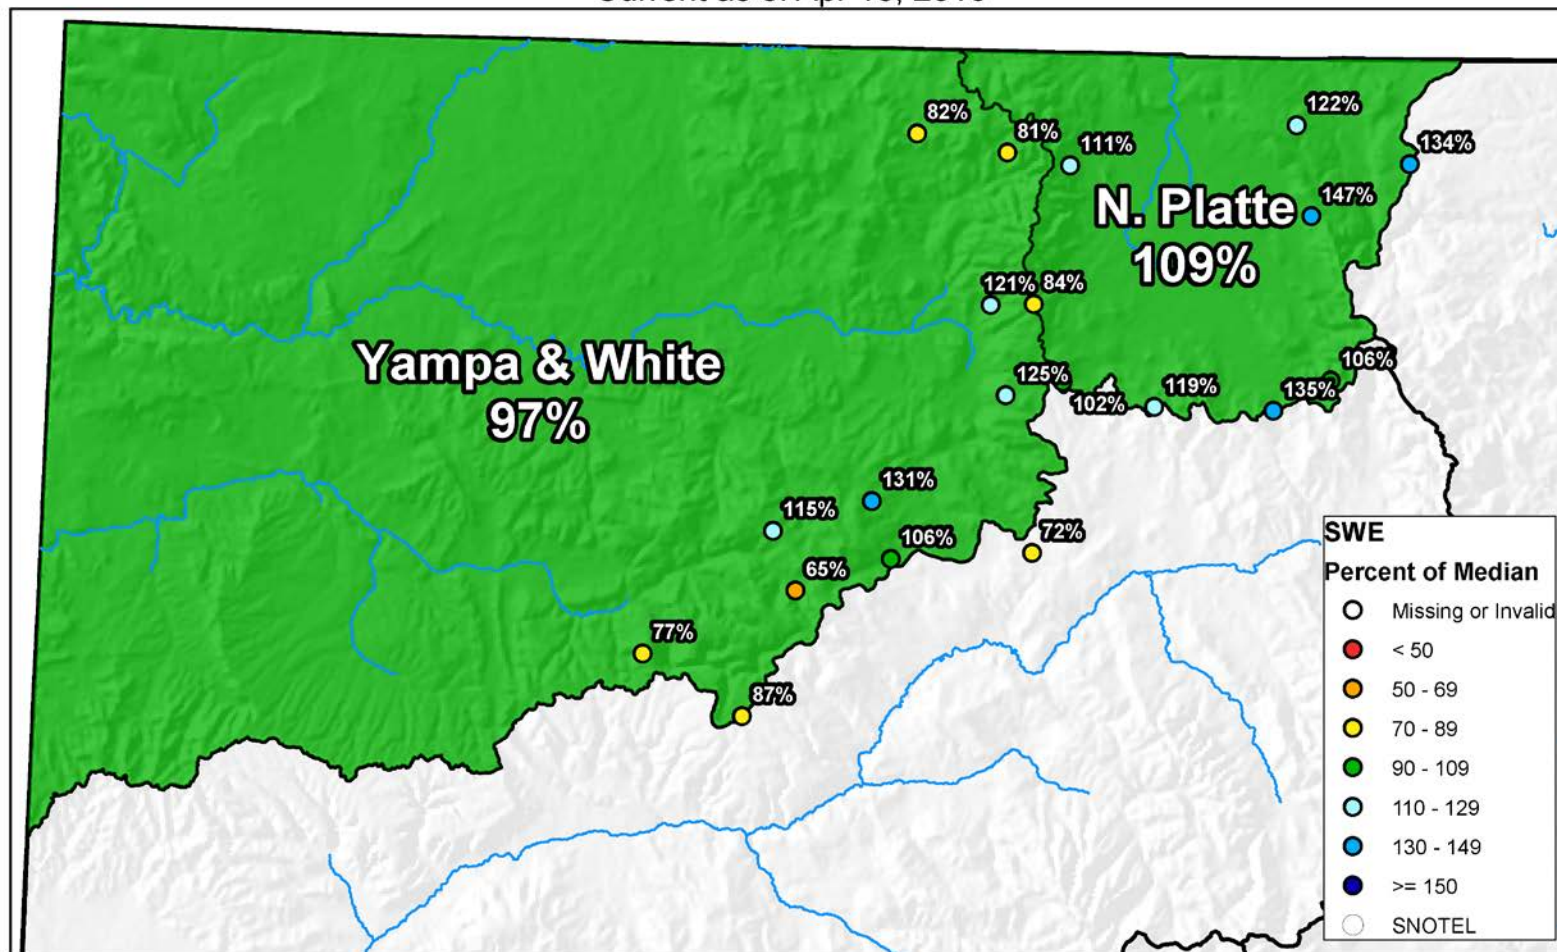 82%
81%
111%
122%
134%
147%
N. Platte
109%
121%
84%
Yampa & White
97%
125%
102%
119%
135%
106%
131%
115%
106%
72%
65%
77%
87%
SWE
Percent of Median
Missing or Invalid
< 50
50 - 69
70 - 89
90 - 109
110 - 129
130 - 149
>= 150
SNOTEL